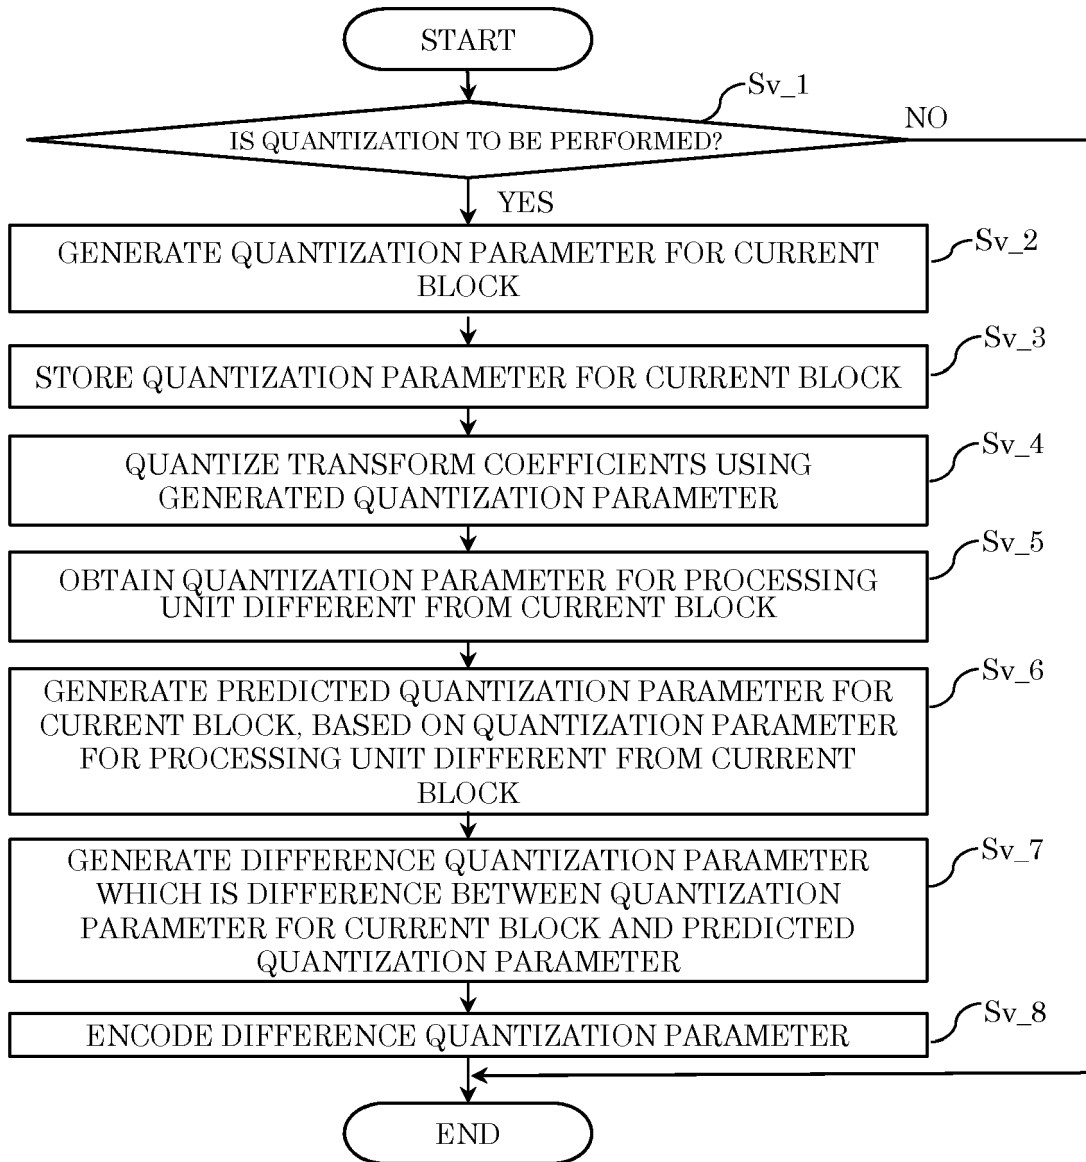 START
Sv_1
IS QUANTIZATION TO BE PERFORMED?
NO
YES
GENERATE QUANTIZATION PARAMETER FOR CURRENT
BLOCK
Sv_2
STORE QUANTIZATION PARAMETER FOR CURRENT BLOCK
Sv_3
QUANTIZE TRANSFORM COEFFICIENTS USING
GENERATED QUANTIZATION PARAMETER
Sv_4
OBTAIN QUANTIZATION PARAMETER FOR PROCESSING
UNIT DIFFERENT FROM CURRENT BLOCK
Sv_5
GENERATE PREDICTED QUANTIZATION PARAMETER FOR
CURRENT BLOCK, BASED ON QUANTIZATION PARAMETER
FOR PROCESSING UNIT DIFFERENT FROM CURRENT
BLOCK
Sv_6
GENERATE DIFFERENCE QUANTIZATION PARAMETER
WHICH IS DIFFERENCE BETWEEN QUANTIZATION
PARAMETER FOR CURRENT BLOCK AND PREDICTED
QUANTIZATION PARAMETER
Sv_7
ENCODE DIFFERENCE QUANTIZATION PARAMETER
Sv_8
END